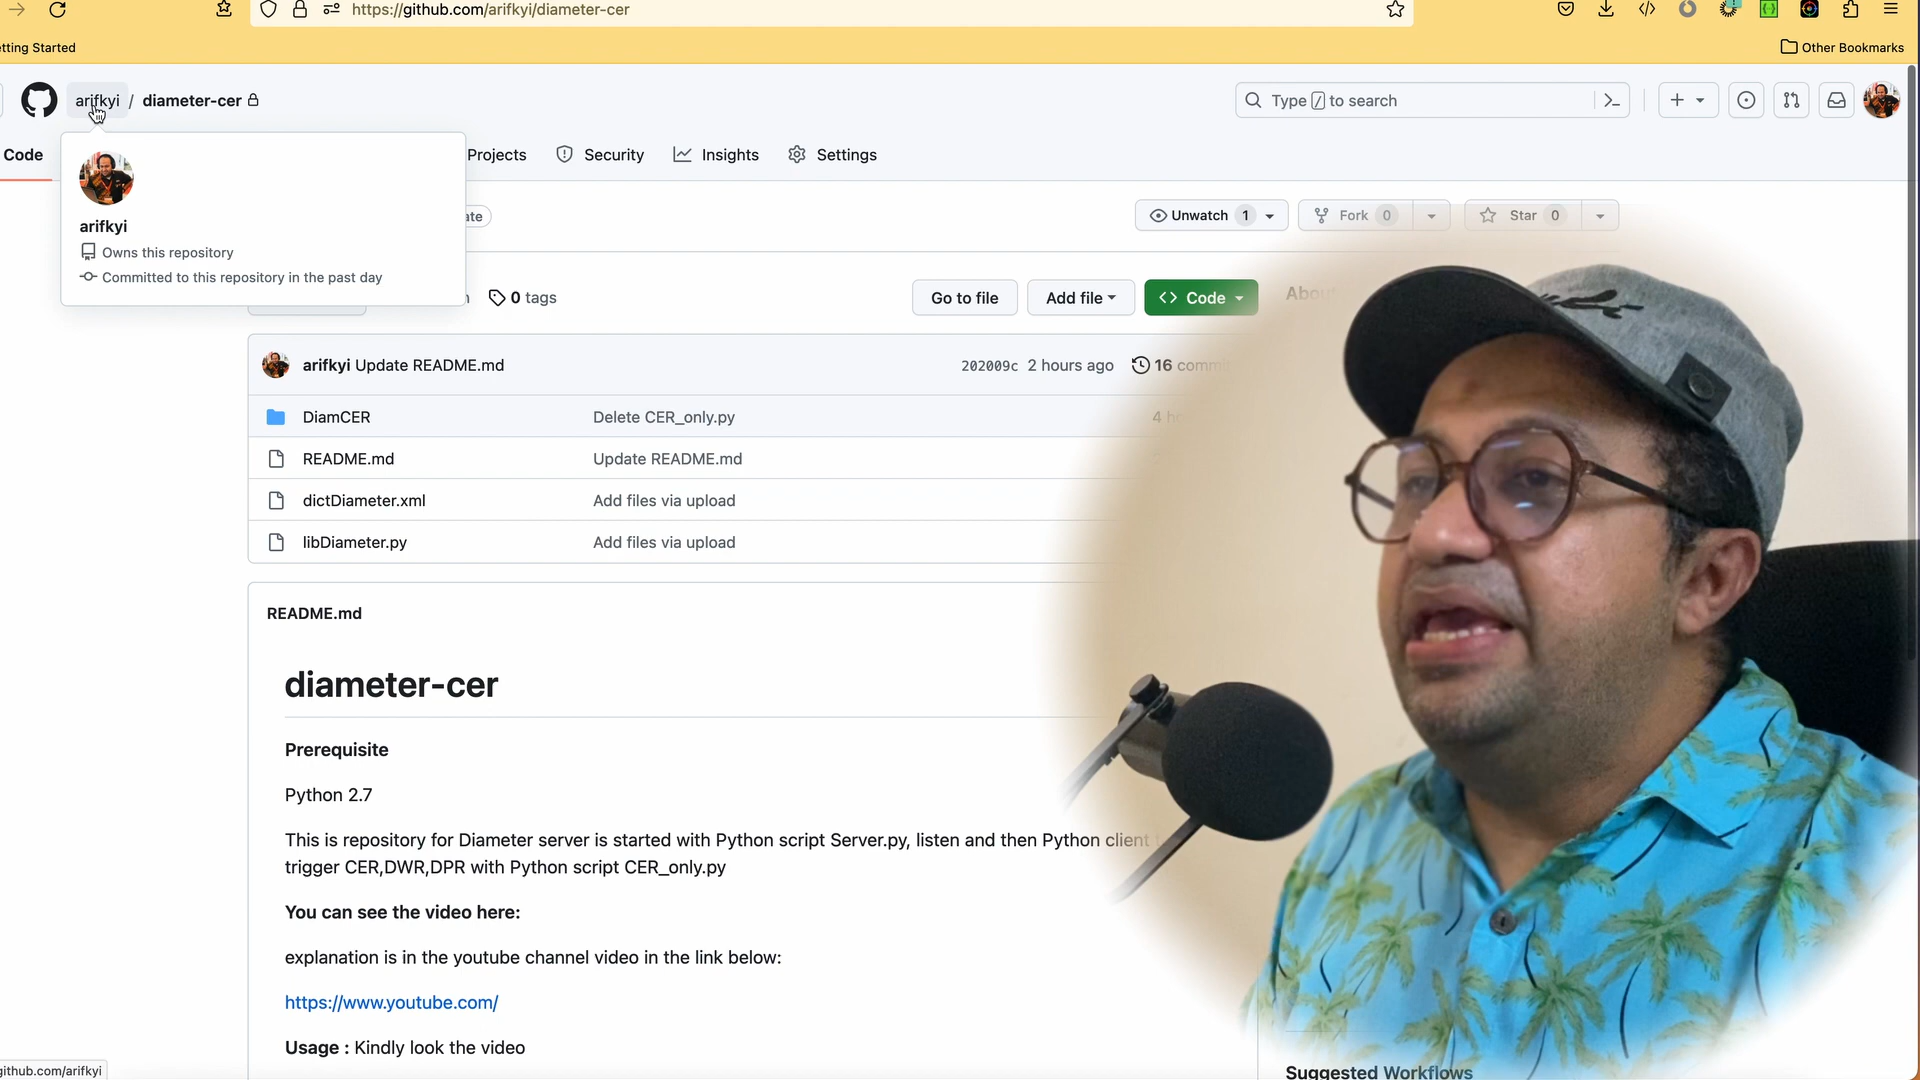 https://github.com/arifkyi/diameter-cer
etting Started
Other Bookmarks
arifkyi / diameter-cer
Type / to search
Code
Projects
Security
Insights
Settings
arifkyi
Owns this repository
Committed to this repository in the past day
ate
Unwatch 1
Fork 0
Star 0
0 tags
Go to file
Add file
Code
About
arifkyi Update README.md
202009c 2 hours ago
16 comm
DiamCER
Delete CER_only.py
4 h
README.md
Update README.md
dictDiameter.xml
Add files via upload
libDiameter.py
Add files via upload
README.md
diameter-cer
Prerequisite
Python 2.7
This is repository for Diameter server is started with Python script Server.py, listen and then Python client
trigger CER,DWR,DPR with Python script CER_only.py
You can see the video here:
explanation is in the youtube channel video in the link below:
https://www.youtube.com/
Usage : Kindly look the video
github.com/arifkyi
Suggested Workflows